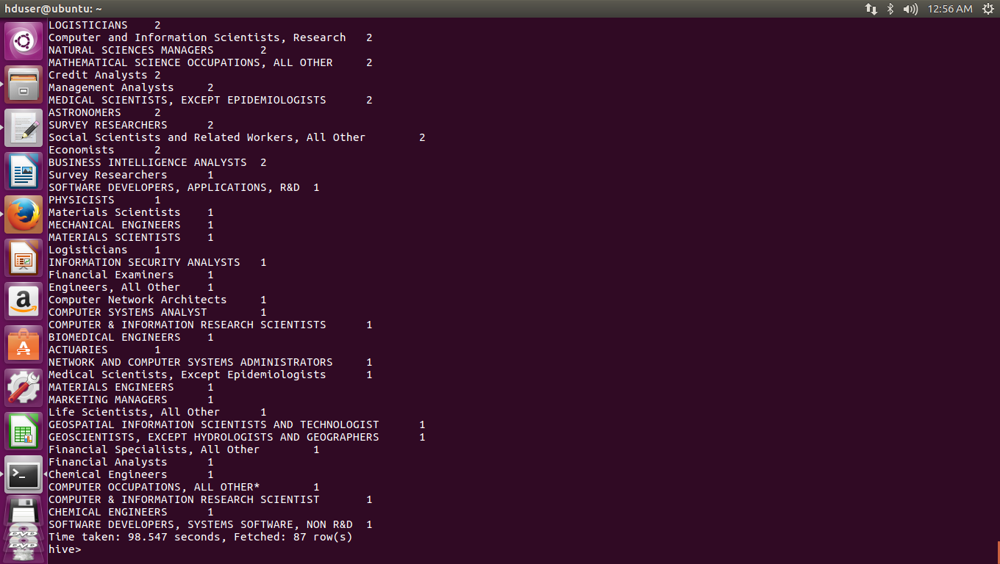 hduser@ubuntu: ~
12:56 AM
LOGISTICIANS 2
Computer and Information Scientists, Research 2
NATURAL SCIENCES MANAGERS 2
MATHEMATICAL SCIENCE OCCUPATIONS, ALL OTHER 2
Credit Analysts 2
Management Analysts 2
MEDICAL SCIENTISTS, EXCEPT EPIDEMIOLOGISTS 2
ASTRONOMERS 2
SURVEY RESEARCHERS 2
Social Scientists and Related Workers, All Other 2
Economists 2
BUSINESS INTELLIGENCE ANALYSTS 2
Survey Researchers 1
SOFTWARE DEVELOPERS, APPLICATIONS, R&D 1
PHYSICISTS 1
Materials Scientists 1
MECHANICAL ENGINEERS 1
MATERIALS SCIENTISTS 1
Logisticians 1
INFORMATION SECURITY ANALYSTS 1
Financial Examiners 1
Engineers, All Other 1
Computer Network Architects 1
COMPUTER SYSTEMS ANALYST 1
COMPUTER & INFORMATION RESEARCH SCIENTISTS 1
BIOMEDICAL ENGINEERS 1
ACTUARIES 1
NETWORK AND COMPUTER SYSTEMS ADMINISTRATORS 1
Medical Scientists, Except Epidemiologists 1
MATERIALS ENGINEERS 1
MARKETING MANAGERS 1
Life Scientists, All Other 1
GEOSPATIAL INFORMATION SCIENTISTS AND TECHNOLOGIST 1
GEOSCIENTISTS, EXCEPT HYDROLOGISTS AND GEOGRAPHERS 1
Financial Specialists, All Other 1
Financial Analysts 1
Chemical Engineers 1
COMPUTER OCCUPATIONS, ALL OTHER* 1
COMPUTER & INFORMATION RESEARCH SCIENTIST 1
CHEMICAL ENGINEERS 1
SOFTWARE DEVELOPERS, SYSTEMS SOFTWARE, NON R&D 1
Time taken: 98.547 seconds, Fetched: 87 row(s)
hive>
a
A
>_
DVD
DVD